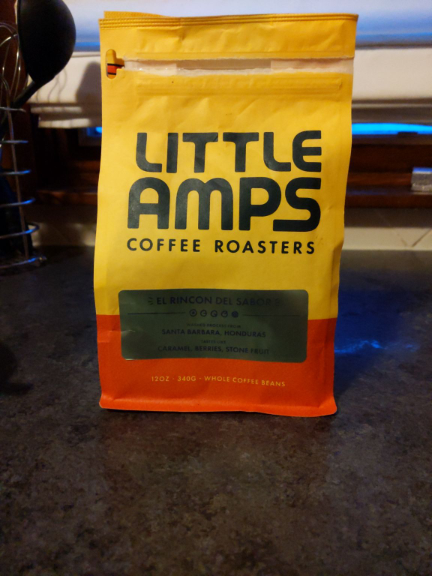 LITTLE
AMPS
COFFEE ROASTERS
EL RINCON DEL SABOR
SANTA BARBARA, HONDURAS
CARAMEL, BERRIES, STONE FRUIT
12OZ - 340G - WHOLE COFFEE BEANS